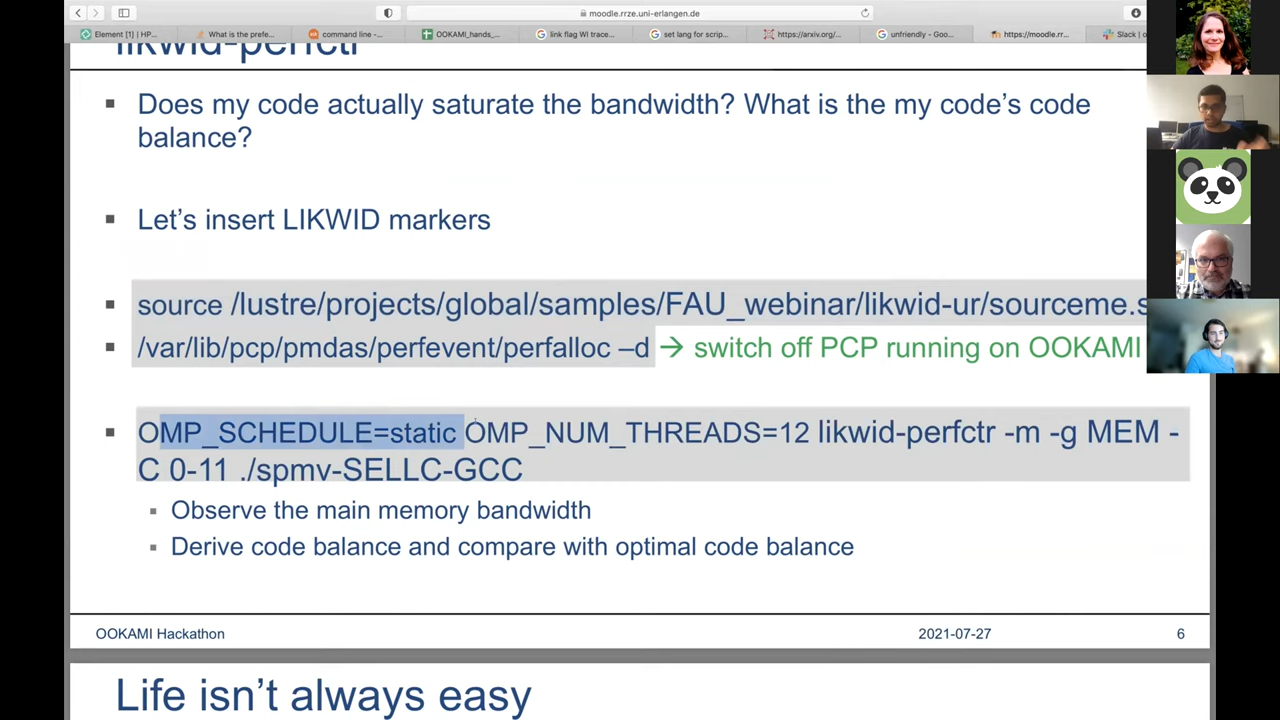 moodle.rrze.uni-erlangen.de
Element [1] | HP...
What is the prefe...
command line -...
OOKAMI_hands_...
link flag WI trace...
set lang for scrip...
https://arxiv.org/...
unfriendly - Goo...
https://moodle.rr...
Slack | o
likwid-perfctr
Does my code actually saturate the bandwidth? What is the my code's code
balance?
Let's insert LIKWID markers
source /lustre/projects/global/samples/FAU_webinar/likwid-ur/sourceme.s
/var/lib/pcp/pmdas/perfevent/perfalloc –d → switch off PCP running on OOKAMI
OMP_SCHEDULE=static OMP_NUM_THREADS=12 likwid-perfctr -m -g MEM -
C 0-11 ./spmv-SELLC-GCC
Observe the main memory bandwidth
Derive code balance and compare with optimal code balance
OOKAMI Hackathon
2021-07-27
6
Life isn't always easy